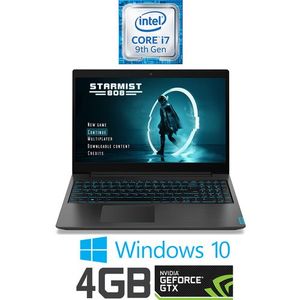 intel
CORE i7
9th Gen
STARMIST
808
NEW GAME
CONTINUE
MULTIPLAYER
DOWNLOADABLE CONTENT
CREDITS
Windows 10
4GB
NVIDIA
GEFORCE
GTX